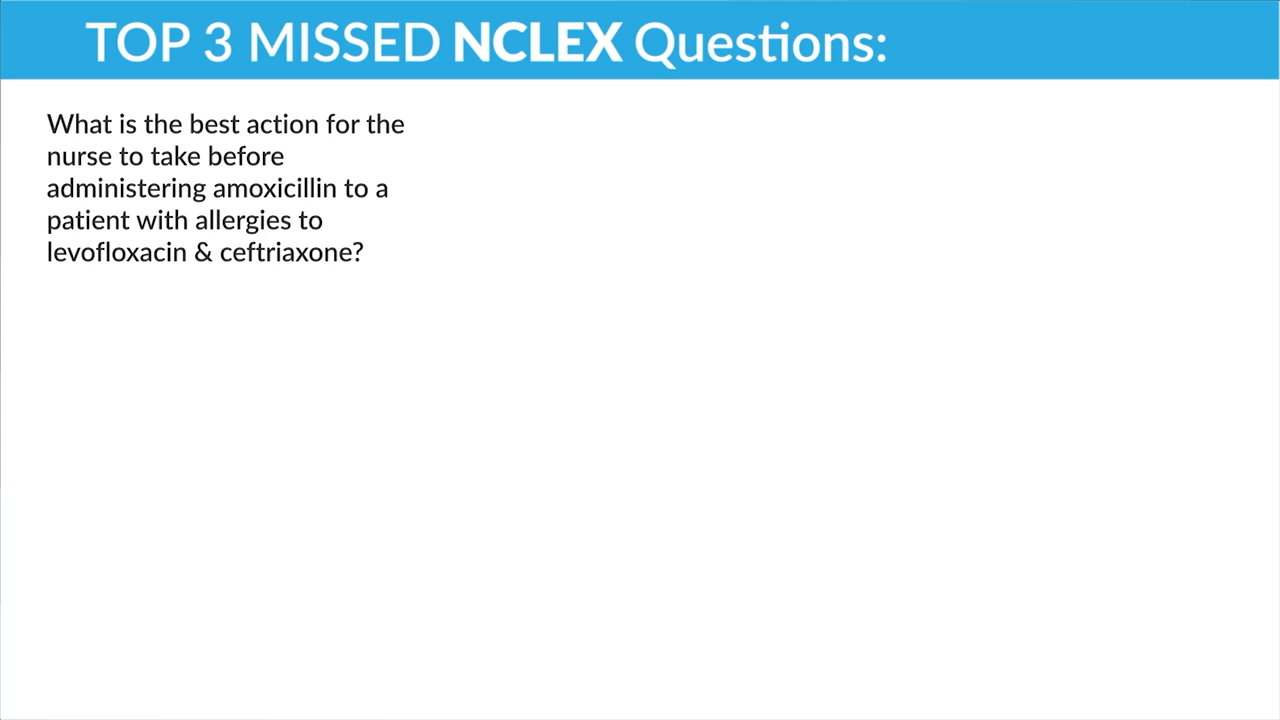 TOP 3 MISSED NCLEX Questions:
What is the best action for the
nurse to take before
administering amoxicillin to a
patient with allergies to
levofloxacin & ceftriaxone?